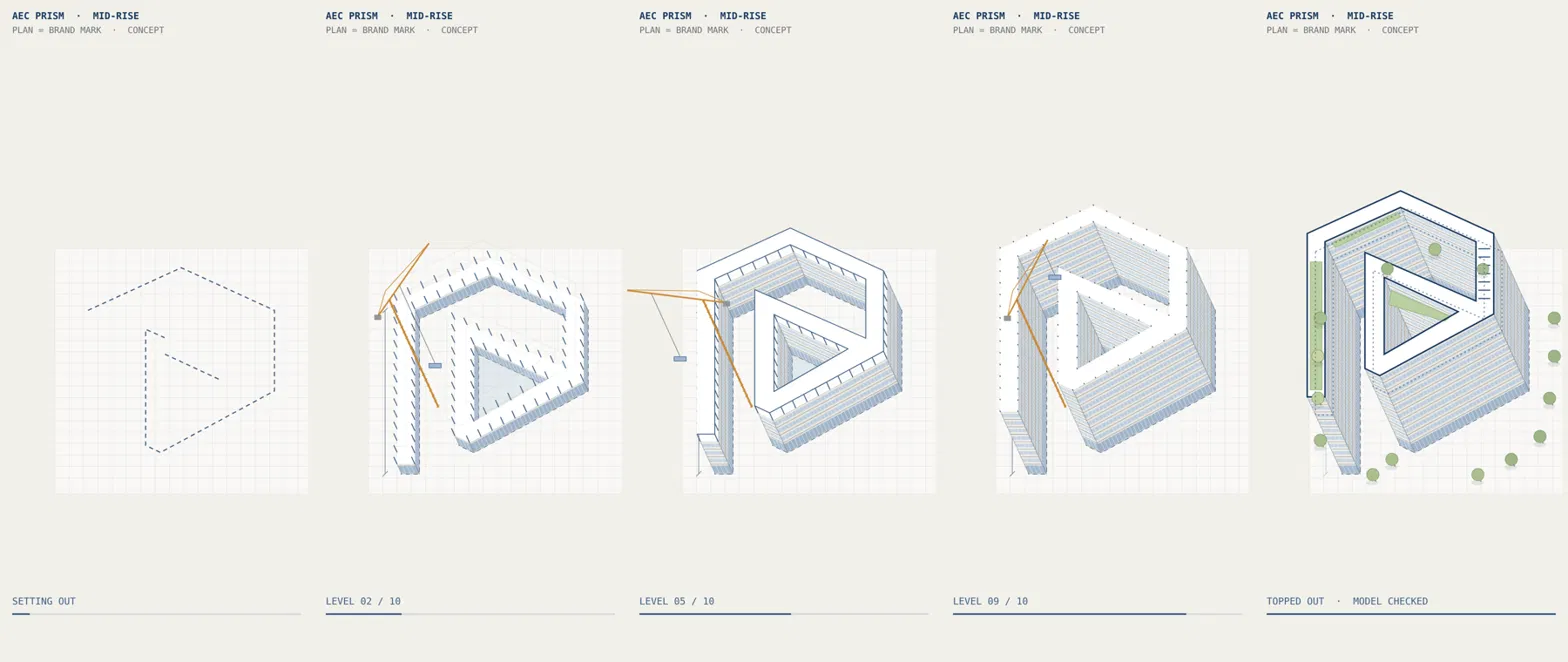 AEC PRISM · MID-RISE
PLAN = BRAND MARK · CONCEPT
SETTING OUT
AEC PRISM · MID-RISE
PLAN = BRAND MARK · CONCEPT
LEVEL 02 / 10
AEC PRISM · MID-RISE
PLAN = BRAND MARK · CONCEPT
LEVEL 05 / 10
AEC PRISM · MID-RISE
PLAN = BRAND MARK · CONCEPT
LEVEL 09 / 10
AEC PRISM · MID-RISE
PLAN = BRAND MARK · CONCEPT
TOPPED OUT · MODEL CHECKED